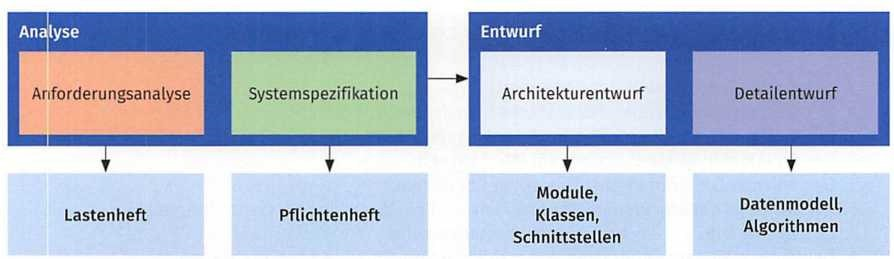 Analyse
Anforderungsanalyse
Systemspezifikation
Lastenheft
Pflichtenheft
Entwurf
Architekturentwurf
Detailentwurf
Module,
Klassen,
Schnittstellen
Datenmodell,
Algorithmen